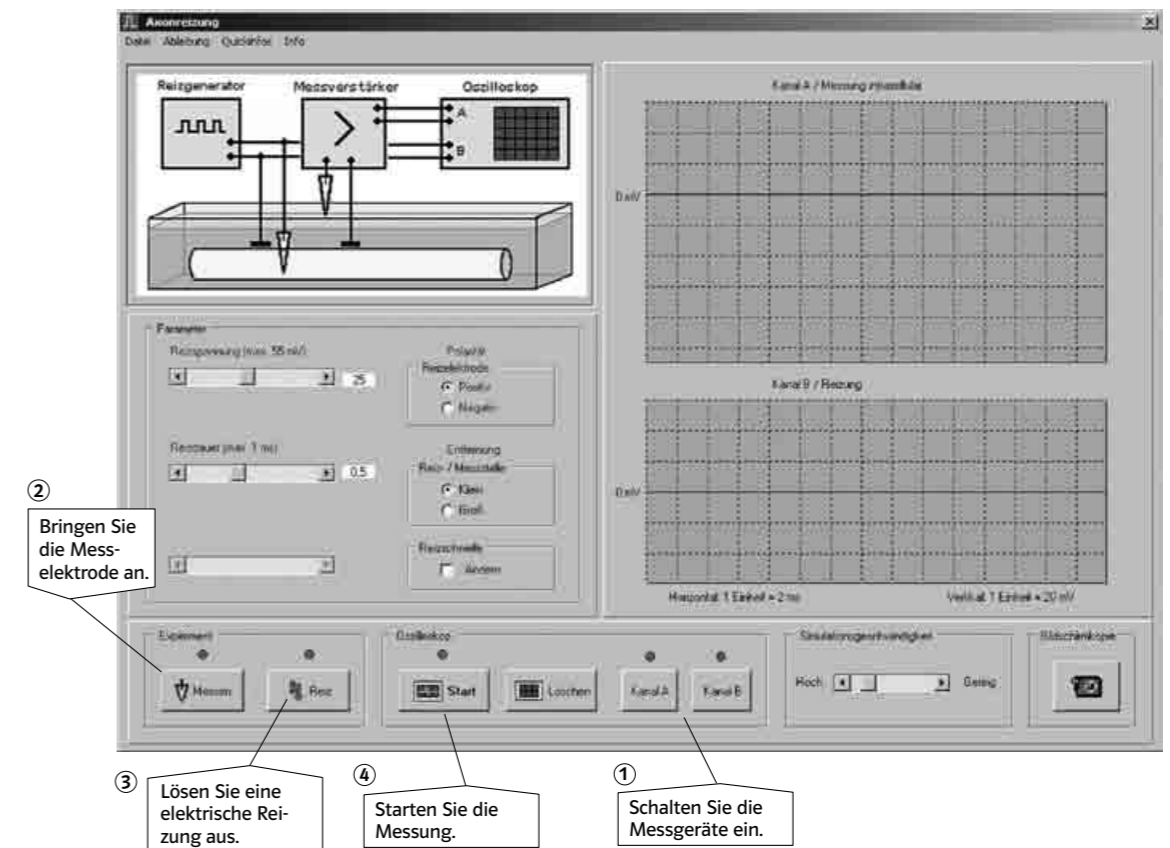 Axonreizung
Datei Ableitung Quickinfos Info
Reizgenerator Messverstärker Oszilloskop
A
B
Kanal A / Messung intrazellulär
0 mV
Parameter
Reizspannung (max. 55 mV)
25
Polarität
Reizelektrode
Positiv
Negativ
Reizdauer (max. 1 ms)
0.5
Entfernung
Reiz- / Messstelle
Klein
Groß
Reizschwelle
Ändern
Kanal B / Reizung
0 mV
Horizontal: 1 Einheit = 2 ms Vertikal: 1 Einheit = 20 mV
②
Bringen Sie
die Mess-
elektrode an.
Experiment
Messen
Reiz
Oszilloskop
Start
Löschen
Kanal A
Kanal B
Simulationsgeschwindigkeit
Hoch
Gering
Bildschirmkopie
③
Lösen Sie eine
elektrische Rei-
zung aus.
④
Starten Sie die
Messung.
①
Schalten Sie die
Messgeräte ein.